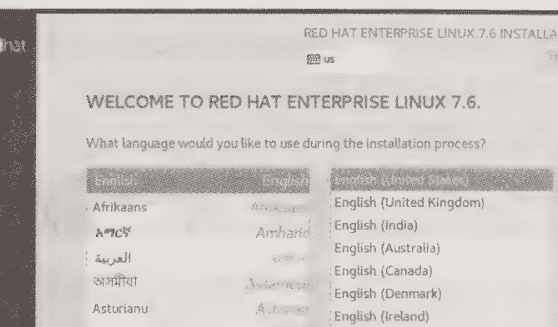 hat
RED HAT ENTERPRISE LINUX 7.6 INSTALLA
us
WELCOME TO RED HAT ENTERPRISE LINUX 7.6.
What language would you like to use during the installation process?
English English
Afrikaans
አማርኛ Amharic
العربية
অসমীয়া
Asturianu
English (United States)
English (United Kingdom)
English (India)
English (Australia)
English (Canada)
English (Denmark)
English (Ireland)